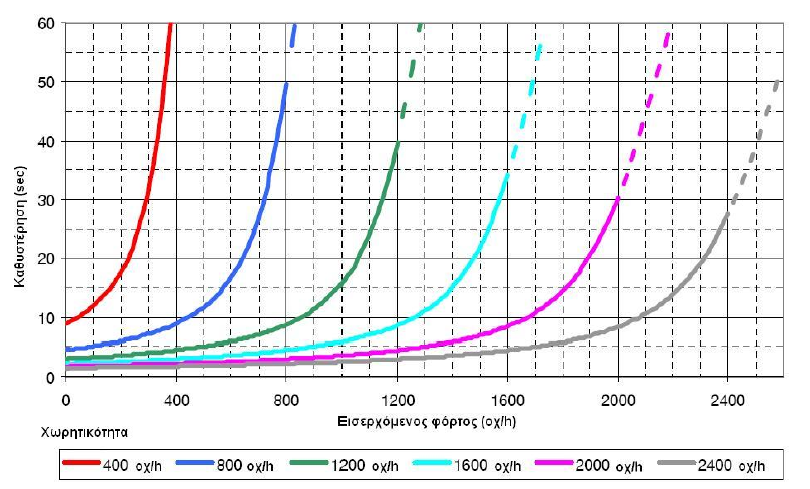 60
50
40
30
20
10
0
Καθυστέρηση (sec)
0 400 800 1200 1600 2000 2400
Εισερχόμενος φόρτος (οχ/h)
Χωρητικότητα
400 οχ/h 800 οχ/h 1200 οχ/h 1600 οχ/h 2000 οχ/h 2400 οχ/h